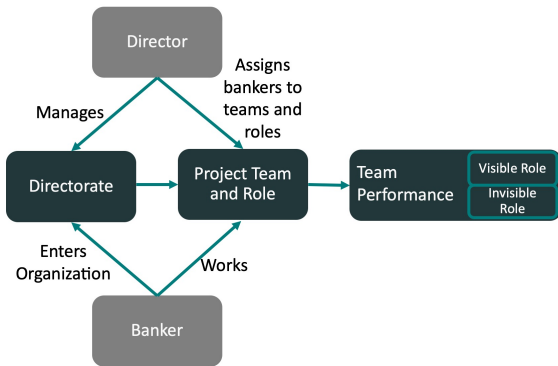 Director
Assigns
bankers to
teams and
roles
Manages
Directorate
Project Team
and Role
Team
Performance
Visible Role
Invisible
Role
Enters
Organization
Works
Banker